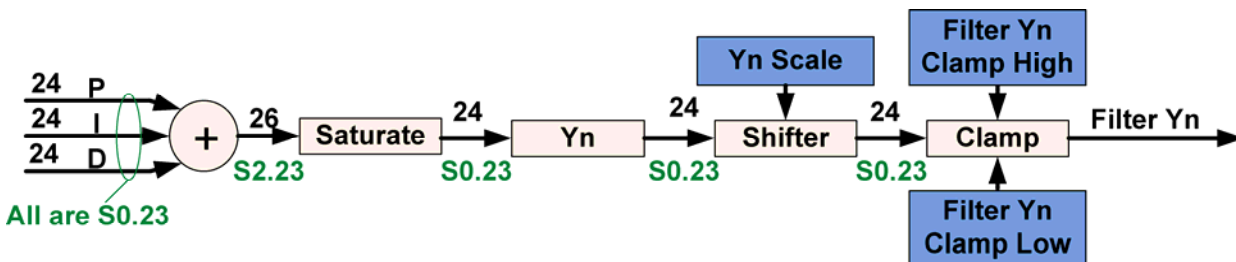 24 P
24 I
24 D
All are S0.23
+
26
S2.23
Saturate
24
S0.23
Yn
24
S0.23
Yn Scale
Shifter
24
S0.23
Filter Yn
Clamp High
Clamp
Filter Yn
Clamp Low
Filter Yn